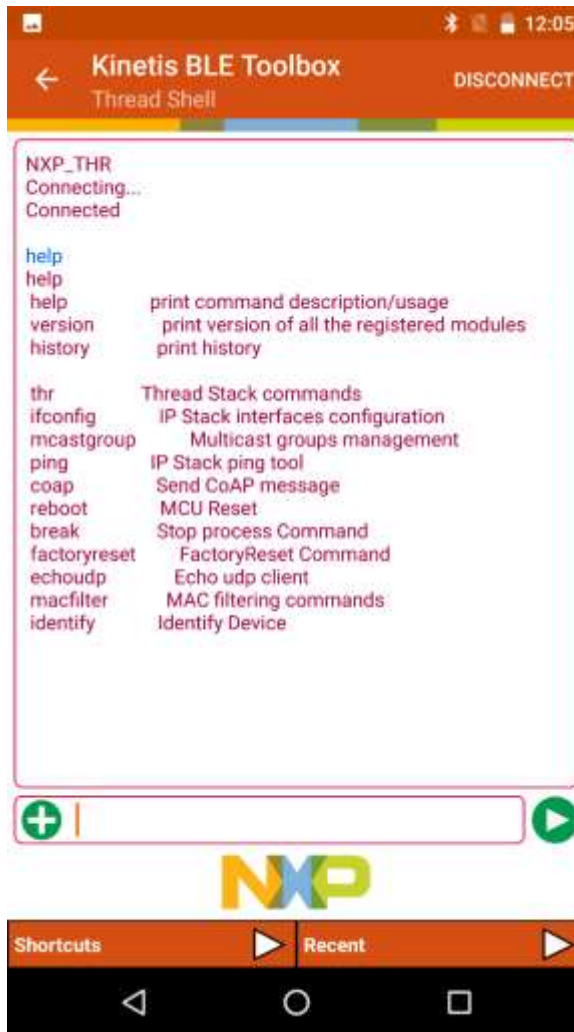 12:05
Kinetis BLE Toolbox
DISCONNECT
Thread Shell
NXP_THR
Connecting...
Connected
help
help
help print command description/usage
version print version of all the registered modules
history print history
thr Thread Stack commands
ifconfig IP Stack interfaces configuration
mcastgroup Multicast groups management
ping IP Stack ping tool
coap Send CoAP message
reboot MCU Reset
break Stop process Command
factoryreset FactoryReset Command
echoudp Echo udp client
macfilter MAC filtering commands
identify Identify Device
NXP
Shortcuts Recent